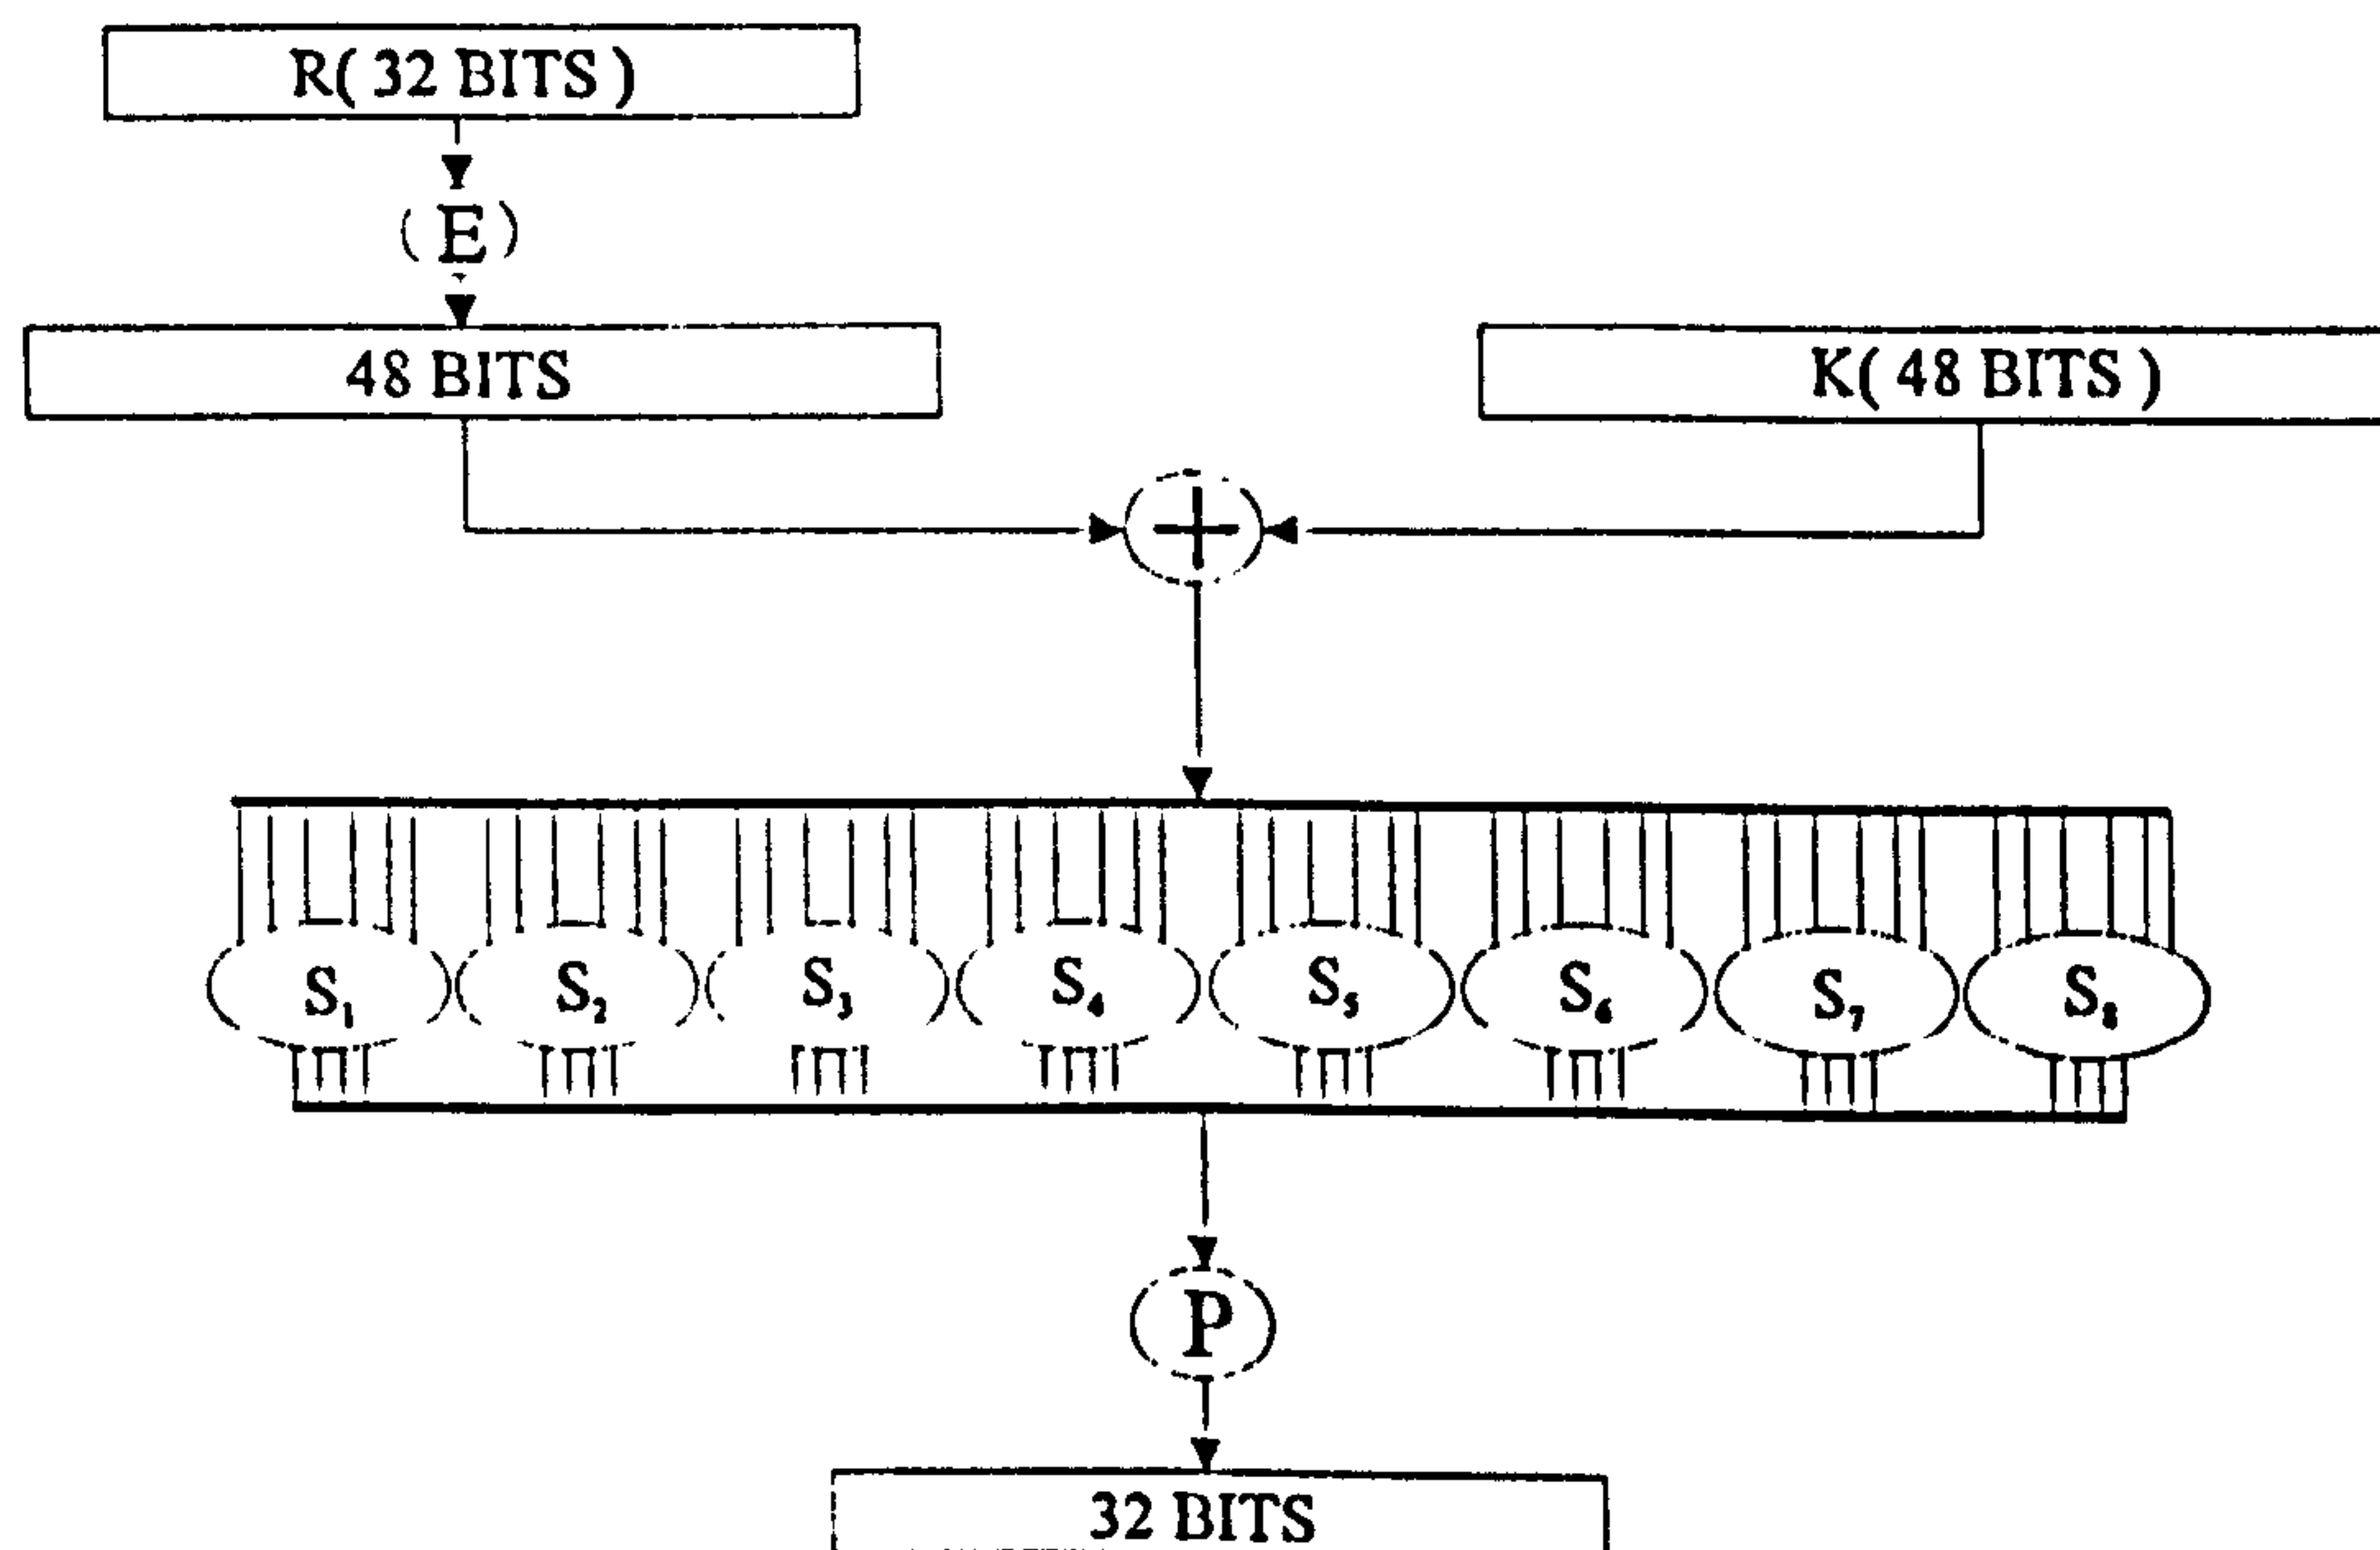 R( 32 BITS )
(E)
48 BITS
K( 48 BITS )
+
S₁ S₂ S₃ S₄ S₅ S₆ S₇ S₈
P
32 BITS